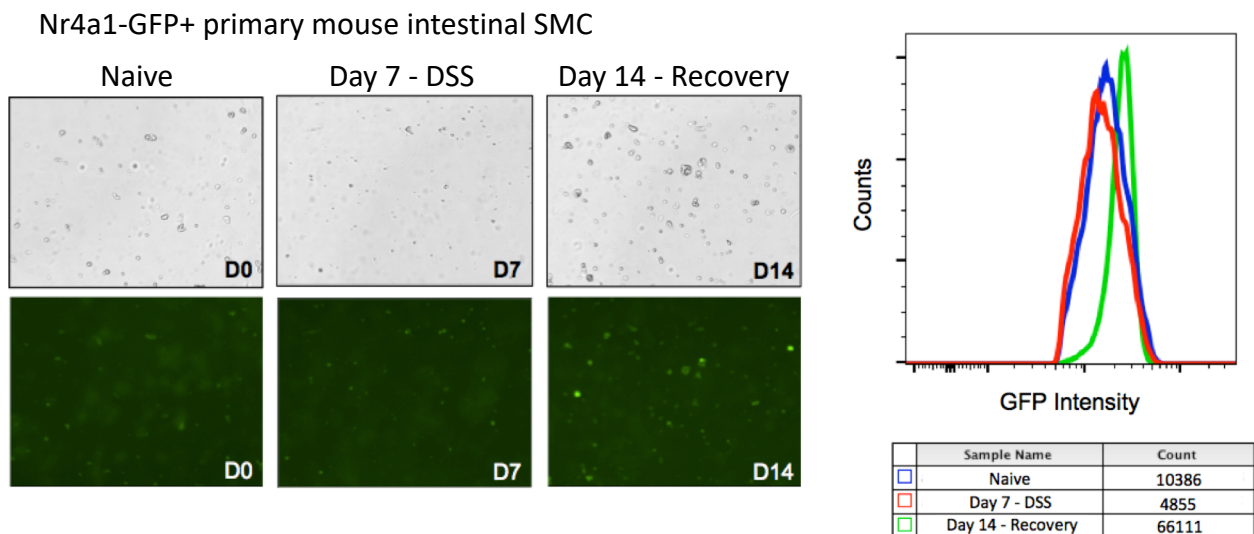 Nr4a1-GFP+ primary mouse intestinal SMC
Naive Day 7 - DSS Day 14 - Recovery
D0 D7 D14
D0 D7 D14
Counts
GFP Intensity
Sample Name Count
Naive 10386
Day 7 - DSS 4855
Day 14 - Recovery 66111